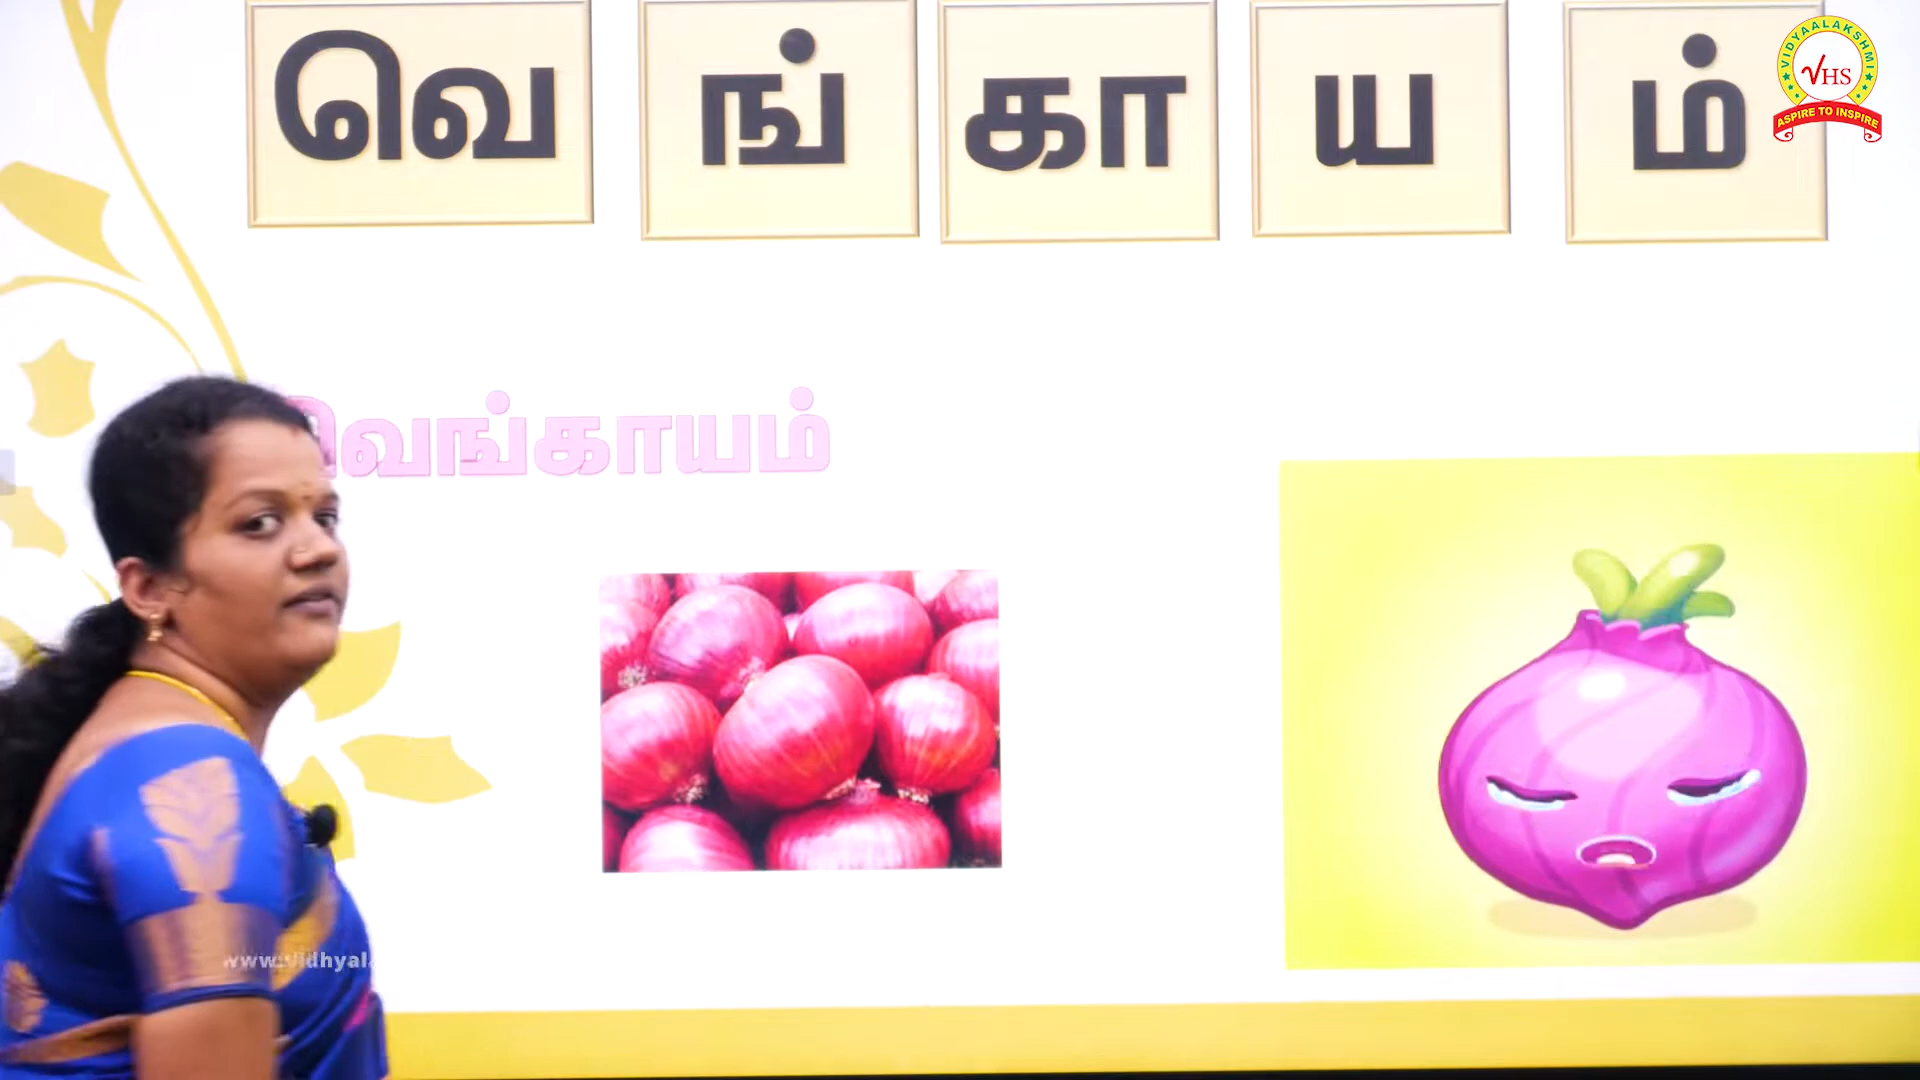 வெ ங் கா ய ம்
VIDYAALAKSHMI
VHS
ASPIRE TO INSPIRE
வெங்காயம்